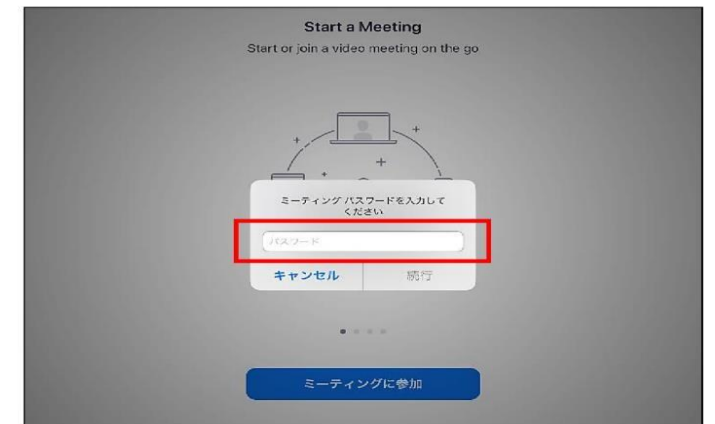 Start a Meeting
Start or join a video meeting on the go
ミーティング パスワードを入力して
ください
パスワード
キャンセル
続行
ミーティングに参加